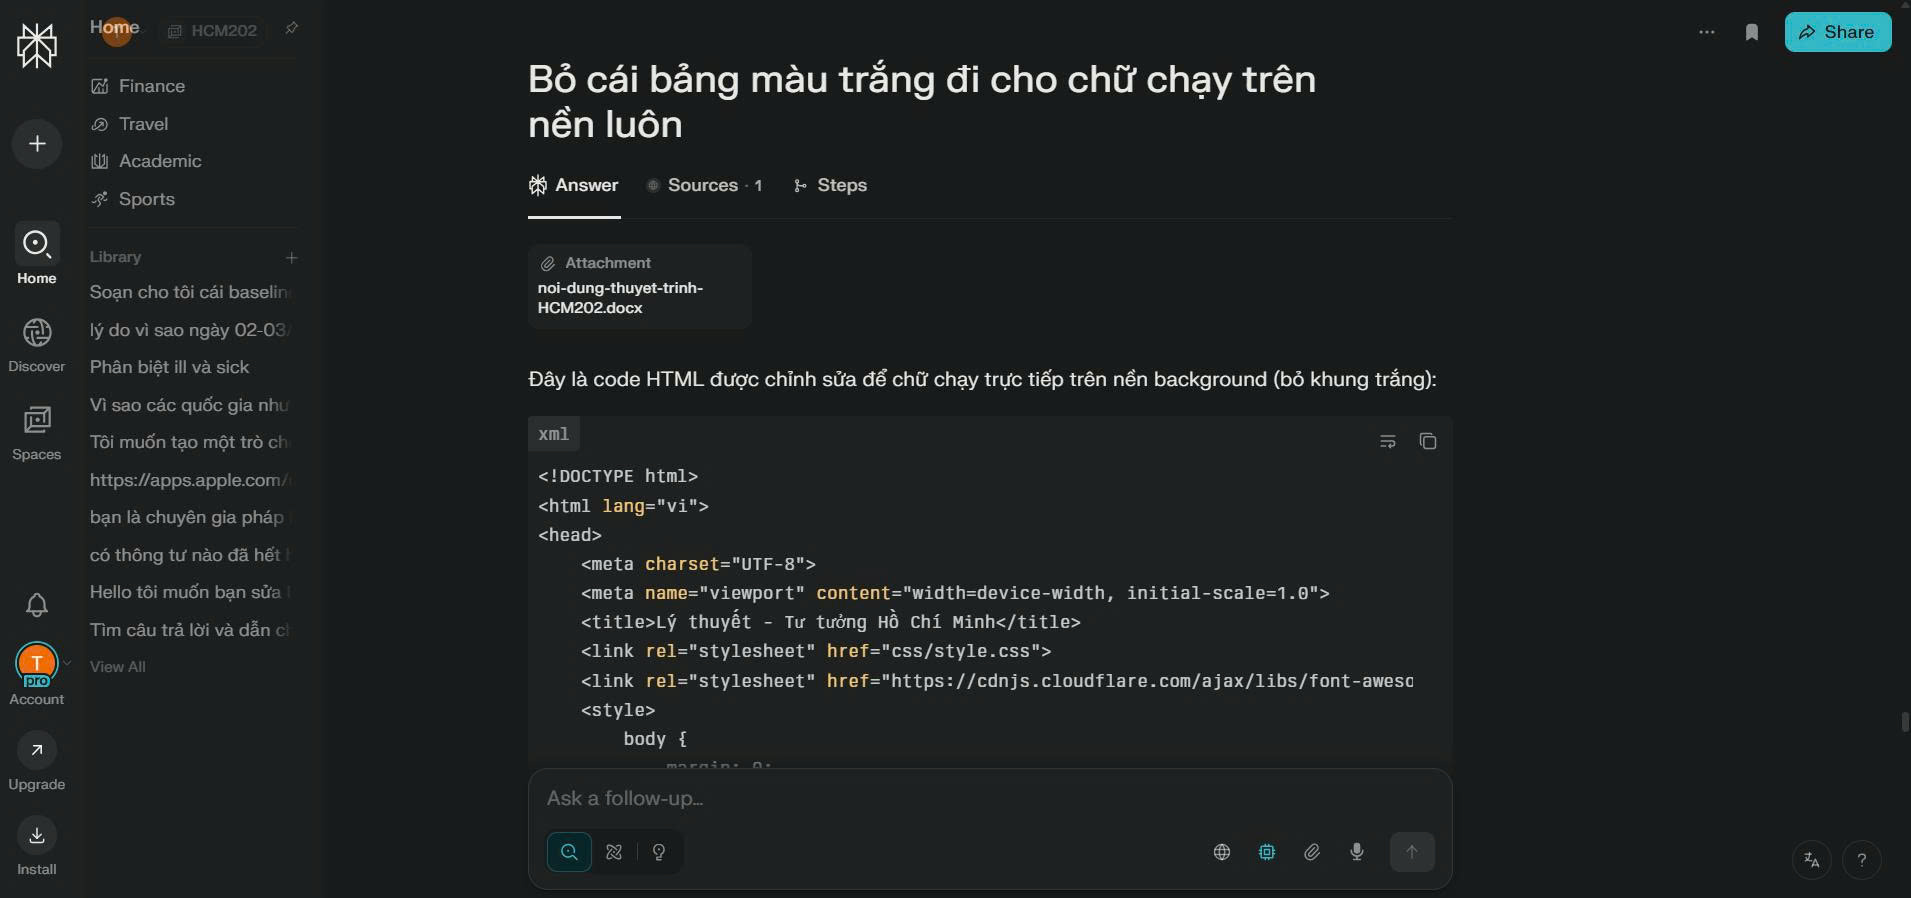 Home
HCM202
Finance
Travel
Academic
Sports
Library
Soạn cho tôi cái baselin
lý do vì sao ngày 02-03/
Phân biệt ill và sick
Vì sao các quốc gia như
Tôi muốn tạo một trò ch
https://apps.apple.com/
bạn là chuyên gia pháp
có thông tư nào đã hết h
Hello tôi muốn bạn sửa
Tìm câu trả lời và dẫn c
View All
Home
Discover
Spaces
T
pro
Account
Upgrade
Install
Share
Bỏ cái bảng màu trắng đi cho chữ chạy trên
nền luôn
Answer
Sources · 1
Steps
Attachment
noi-dung-thuyet-trinh-
HCM202.docx
Đây là code HTML được chỉnh sửa để chữ chạy trực tiếp trên nền background (bỏ khung trắng):
xml
<!DOCTYPE html>
<html lang="vi">
<head>
    <meta charset="UTF-8">
    <meta name="viewport" content="width=device-width, initial-scale=1.0">
    <title>Lý thuyết - Tư tưởng Hồ Chí Minh</title>
    <link rel="stylesheet" href="css/style.css">
    <link rel="stylesheet" href="https://cdnjs.cloudflare.com/ajax/libs/font-aweso
    <style>
        body {
            margin: 0;
Ask a follow-up…
?